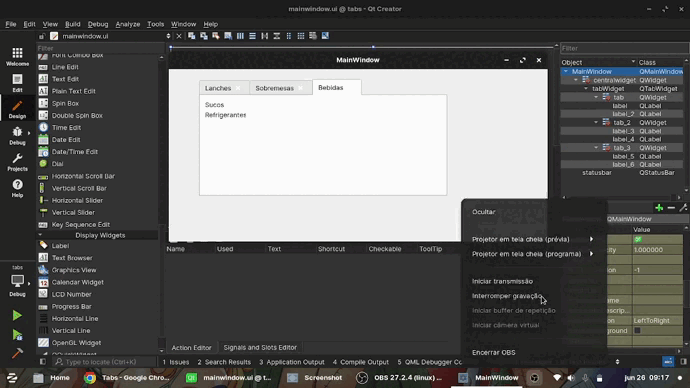 mainwindow.ui @ tabs - Qt Creator
File Edit View Build Debug Analyze Tools Window Help
mainwindow.ui
Filter
Font Combo Box
Line Edit
Text Edit
Plain Text Edit
Spin Box
Double Spin Box
Time Edit
Date Edit
Date/Time Edit
Dial
Horizontal Scroll Bar
Vertical Scroll Bar
Horizontal Slider
Vertical Slider
Key Sequence Edit
Display Widgets
Label
Text Browser
Graphics View
Calendar Widget
LCD Number
Progress Bar
Horizontal Line
Vertical Line
OpenGL Widget
Welcome
Edit
Design
Debug
Projects
Help
tabs
Debug
MainWindow
Lanches
Sobremesas
Bebidas
Sucos
Refrigerantes
Name Used Text Shortcut Checkable ToolTip
Action Editor Signals and Slots Editor
Filter
Object Class
MainWindow QMainWindow
centralwidget QWidget
tabWidget QTabWidget
tab QWidget
label QLabel
label_2 QLabel
tab_2 QWidget
label_3 QLabel
label_4 QLabel
tab_3 QWidget
label_5 QLabel
label_6 QLabel
statusbar QStatusBar
QMainWindow
Value
1.000000
-1
LeftToRight
Ocultar
Projetor em tela cheia (prévia)
Projetor em tela cheia (programa)
Iniciar transmissão
Interromper gravação
Iniciar buffer de repetição
Iniciar câmera virtual
Encerrar OBS
Type to locate (Ctrl+K) 1 Issues 2 Search Results 3 Application Output 4 Compile Output 5 QML Debugger Co
Home Tabs - Google Chro... mainwindow.ui @ t... Screenshot OBS 27.2.4 (linux) ... MainWindow jun 26 09:17